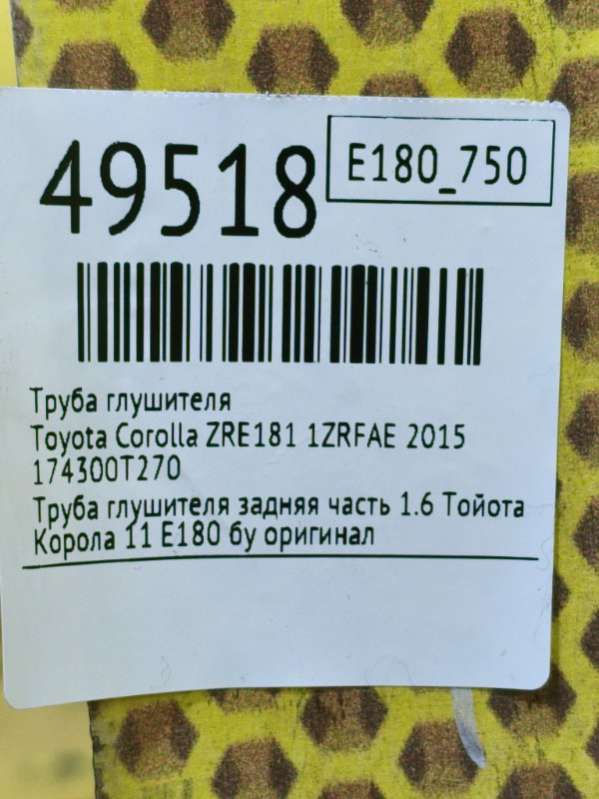 49518
E180_750
Труба глушителя
Toyota Corolla ZRE181 1ZRFAE 2015
174300T270
Труба глушителя задняя часть 1.6 Тойота
Корола 11 Е180 бу оригинал